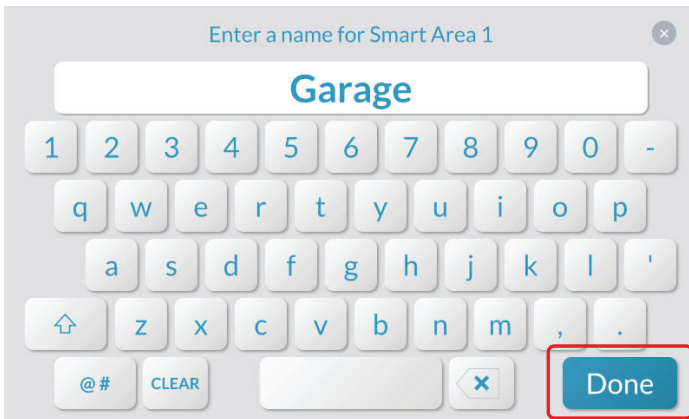 Enter a name for Smart Area 1
Garage
1 2 3 4 5 6 7 8 9 0 -
q w e r t y u i o p
a s d f g h j k l '
z x c v b n m , .
@ # CLEAR Done